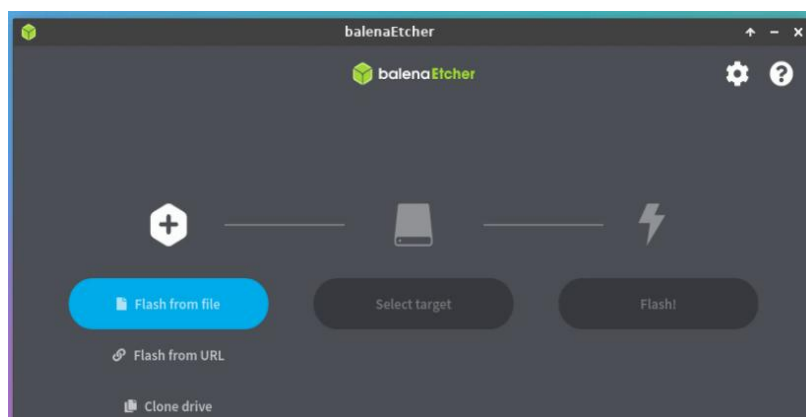 balenaEtcher
balenaEtcher
Flash from file
Select target
Flash!
Flash from URL
Clone drive